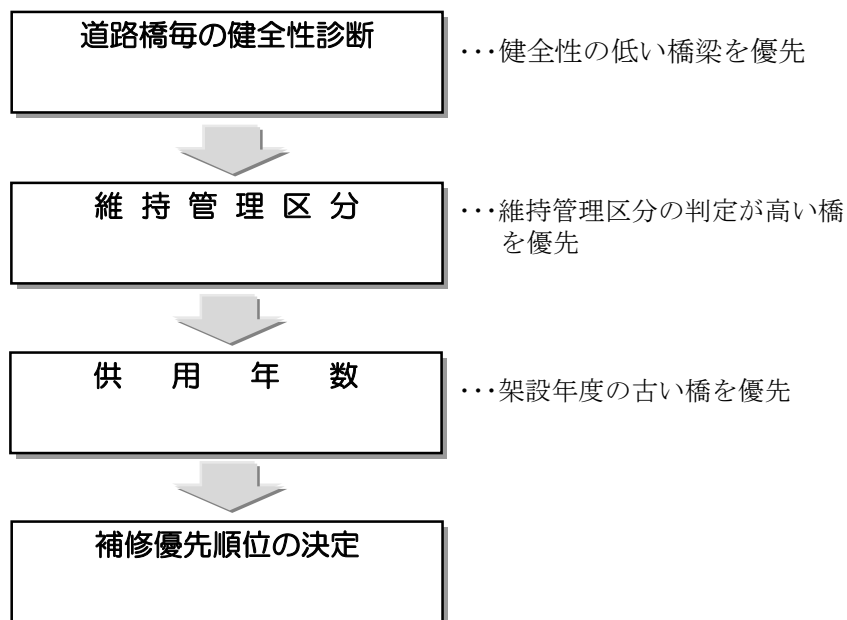 道路橋毎の健全性診断
･･･健全性の低い橋梁を優先
維持管理区分
･･･維持管理区分の判定が高い橋
を優先
供用年数
･･･架設年度の古い橋を優先
補修優先順位の決定